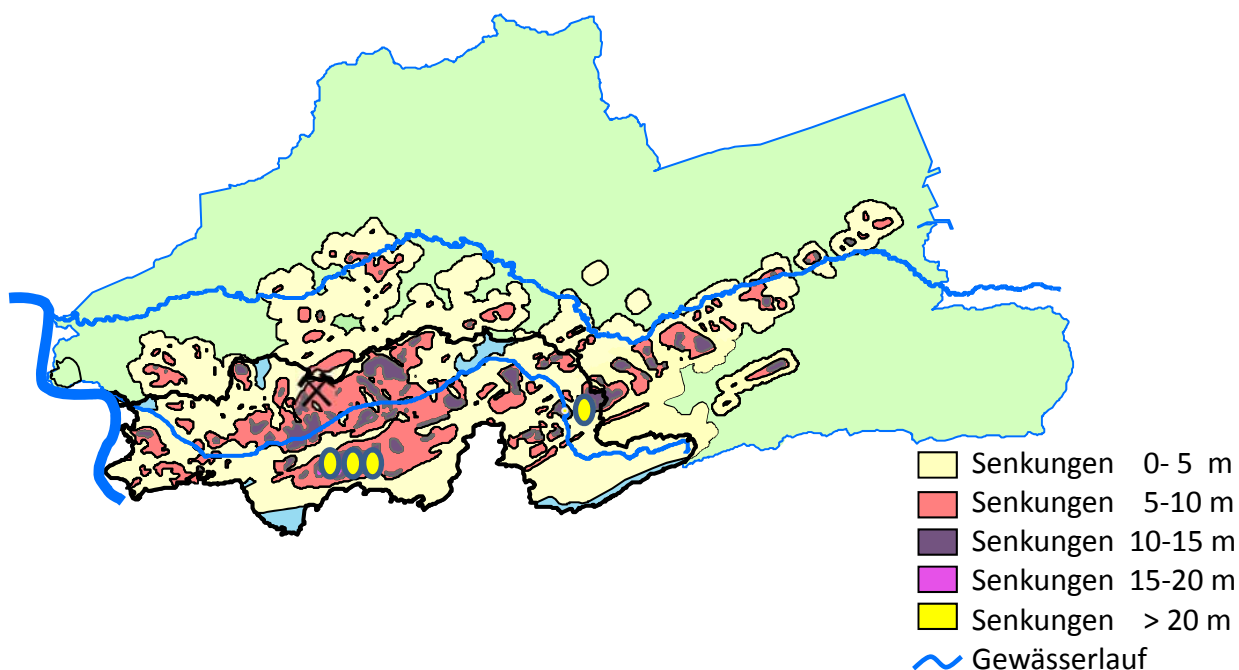 Senkungen 0- 5 m
Senkungen 5-10 m
Senkungen 10-15 m
Senkungen 15-20 m
Senkungen > 20 m
Gewässerlauf